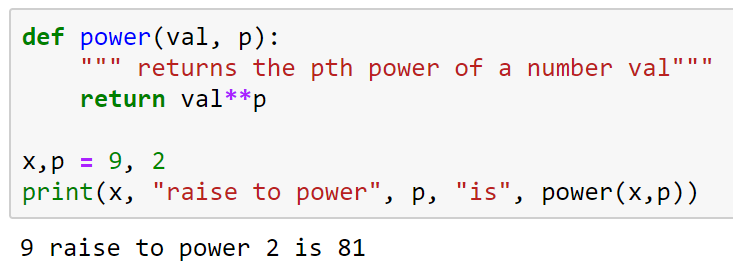 def power(val, p):
    """ returns the pth power of a number val"""
    return val**p
x,p = 9, 2
print(x, "raise to power", p, "is", power(x,p))
9 raise to power 2 is 81